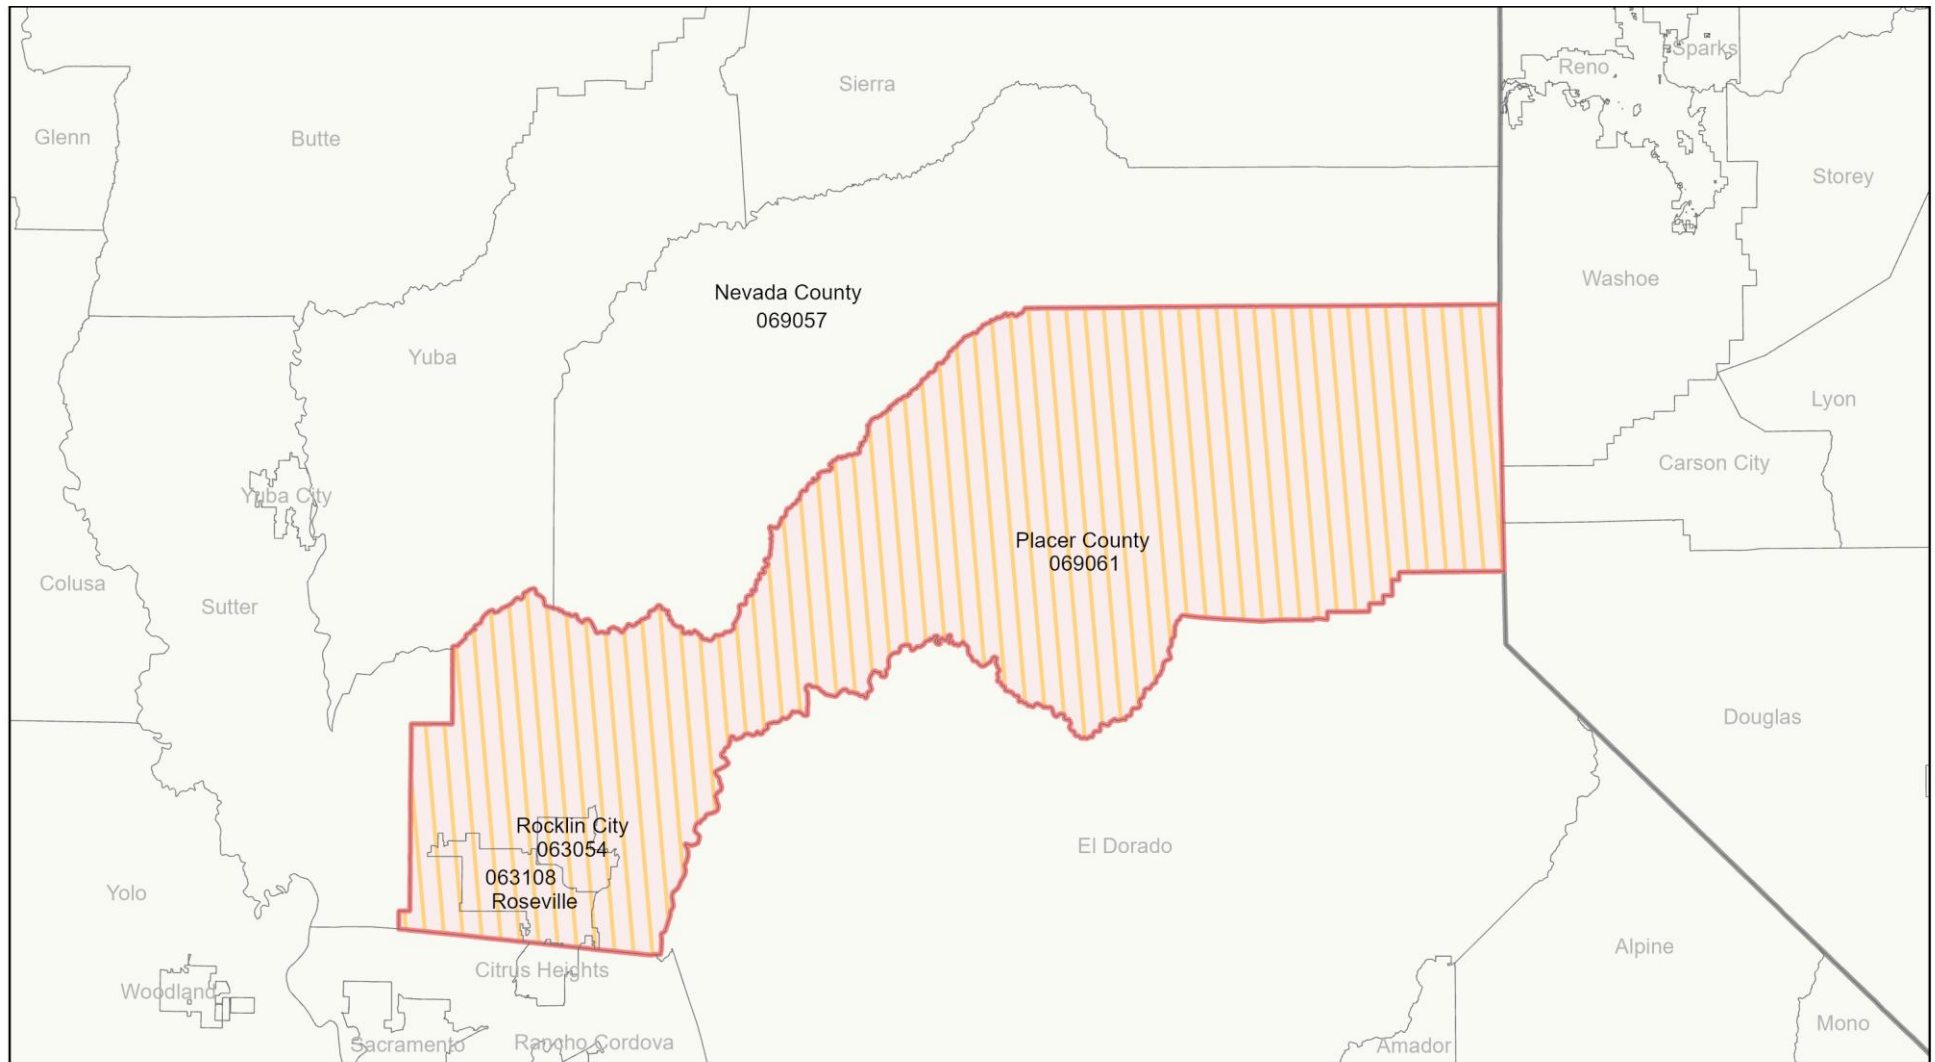 Sparks
Reno
Sierra
Glenn
Butte
Storey
Washoe
Nevada County
069057
Yuba
Lyon
Carson City
Yuba City
Placer County
069061
Colusa
Sutter
Douglas
Rocklin City
063054
El Dorado
063108
Roseville
Yolo
Alpine
Citrus Heights
Woodland
Mono
Sacramento
Rancho Cordova
Amador